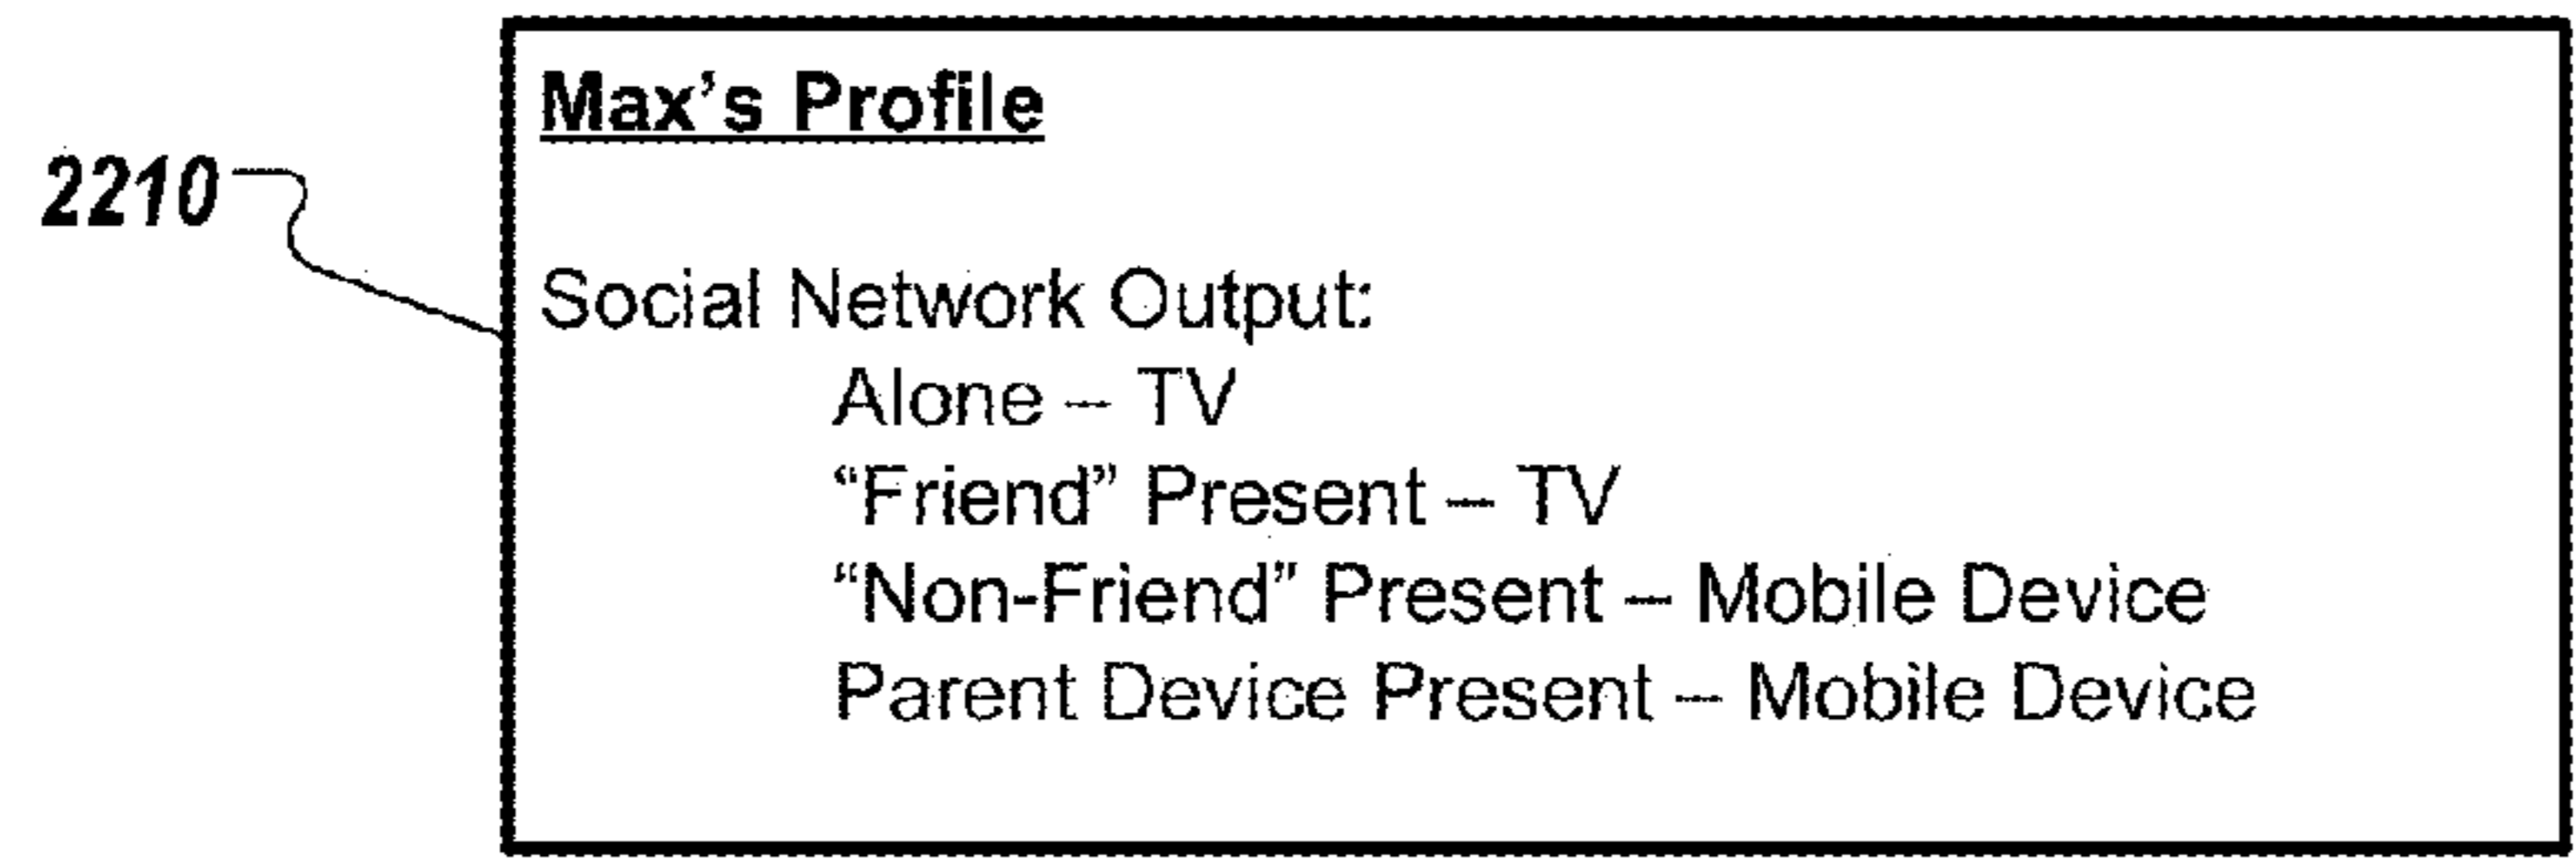 Max’s Profile
2210
Social Network Output:
Alone – TV
“Friend” Present – TV
“Non-Friend” Present – Mobile Device
Parent Device Present – Mobile Device